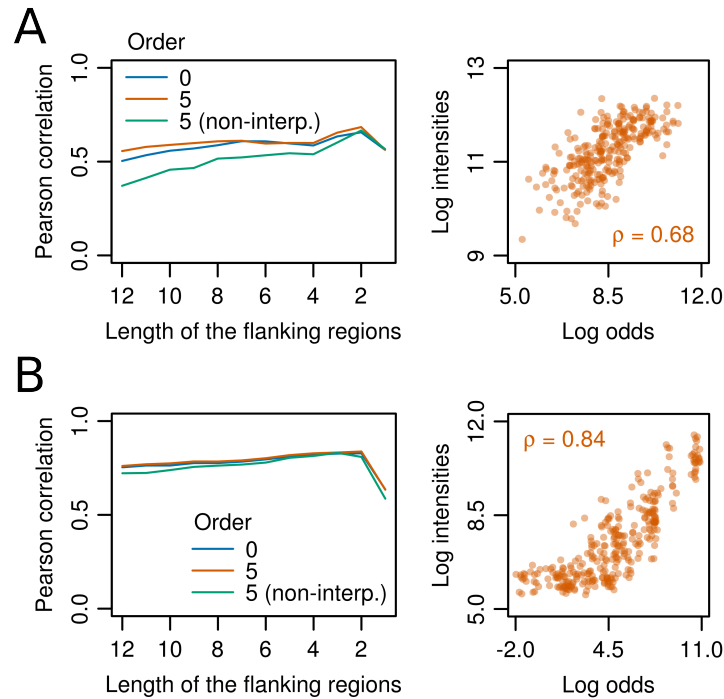 A
Order
0
5
5 (non-interp.)
Pearson correlation
0.0 0.5 1.0
12 10 8 6 4 2
Length of the flanking regions
Log intensities
9 11 13
ρ = 0.68
5.0 8.5 12.0
Log odds
B
Pearson correlation
0.0 0.5 1.0
Order
0
5
5 (non-interp.)
12 10 8 6 4 2
Length of the flanking regions
Log intensities
5.0 8.5 12.0
ρ = 0.84
-2.0 4.5 11.0
Log odds